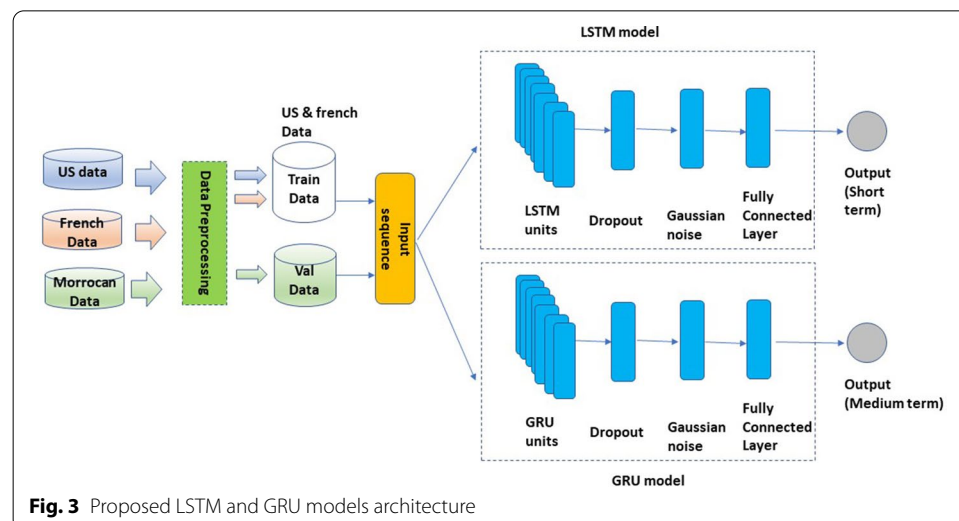 LSTM model
US & french
Data
US data
French
Data
Morrocan
Data
Data Preprocessing
Train
Data
Val
Data
Input
sequence
LSTM
units
Dropout
Gaussian
noise
Fully
Connected
Layer
Output
(Short
term)
GRU
units
Dropout
Gaussian
noise
Fully
Connected
Layer
Output
(Medium term)
GRU model
Fig. 3 Proposed LSTM and GRU models architecture